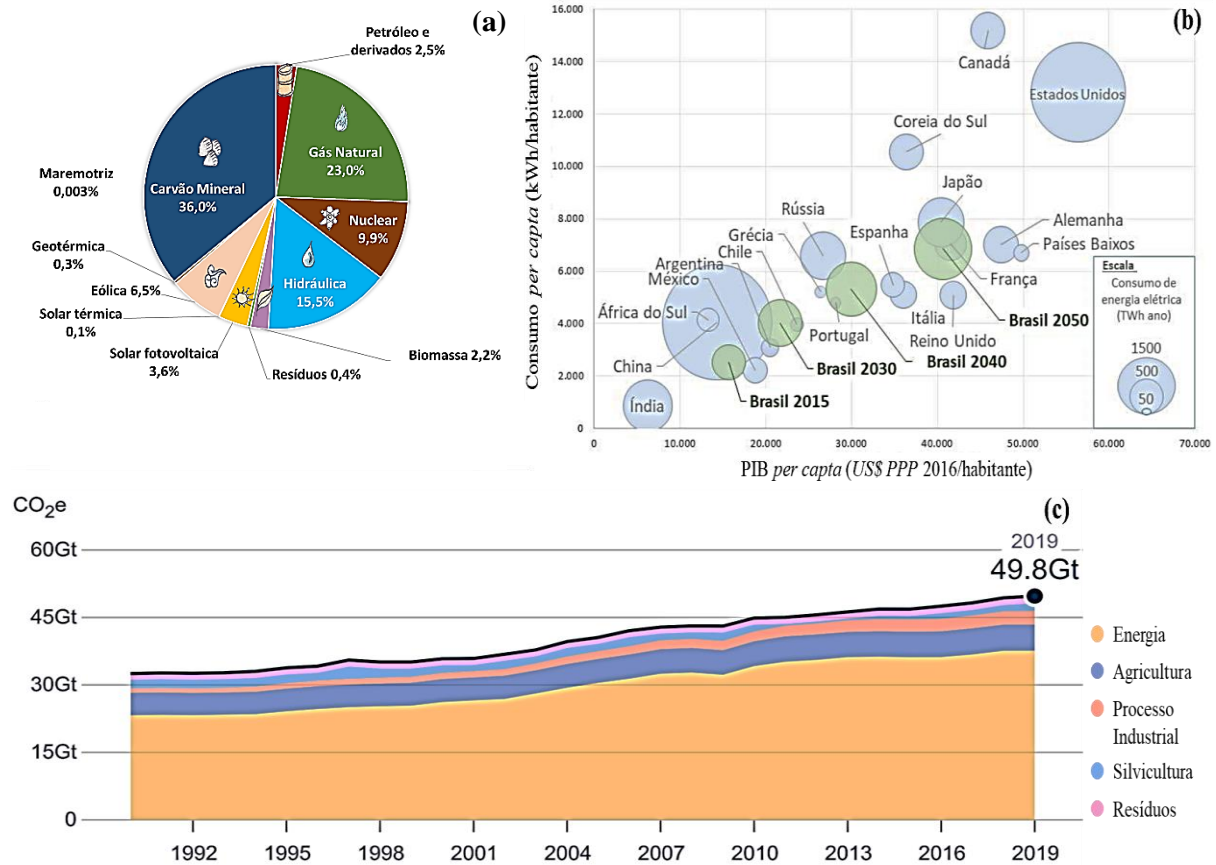 (a)
Petróleo e
derivados 2,5%
Gás Natural
23,0%
Nuclear
9,9%
Hidráulica
15,5%
Biomassa 2,2%
Resíduos 0,4%
Solar fotovoltaica
3,6%
Solar térmica
0,1%
Eólica 6,5%
Geotérmica
0,3%
Maremotriz
0,003%
Carvão Mineral
36,0%
(b)
Consumo per capta (kWh/habitante)
16.000
14.000
12.000
10.000
8.000
6.000
4.000
2.000
0
Canadá
Estados Unidos
Coreia do Sul
Japão
Rússia
Grécia
Chile
Espanha
Alemanha
Países Baixos
Argentina
México
França
África do Sul
Portugal
Itália
Reino Unido
Brasil 2050
China
Brasil 2030
Brasil 2040
Brasil 2015
Índia
Escala
Consumo de
energia elétrica
(TWh ano)
1500
500
50
0
10.000
20.000
30.000
40.000
50.000
60.000
70.000
PIB per capta (US$ PPP 2016/habitante)
(c)
CO2e
60Gt
45Gt
30Gt
15Gt
0
2019
49.8Gt
Energia
Agricultura
Processo
Industrial
Silvicultura
Resíduos
1992
1995
1998
2001
2004
2007
2010
2013
2016
2019